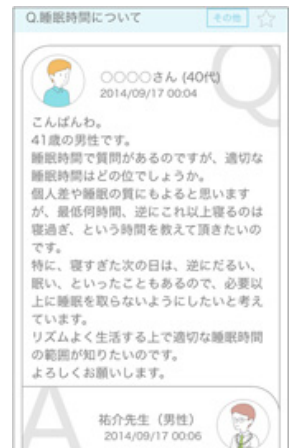 Q.睡眠時間について
その他
○○○○さん (40代)
2014/09/17 00:04
Q
こんばんわ。
41歳の男性です。
睡眠時間で質問があるのですが、適切な
睡眠時間はどの位でしょうか。
個人差や睡眠の質にもよると思います
が、最低何時間、逆にこれ以上寝るのは
寝過ぎ、という時間を教えて頂きたいの
です。
特に、寝すぎた次の日は、逆にだるい、
眠い、といったこともあるので、必要以
上に睡眠を取らないようにしたいと考え
ています。
リズムよく生活する上で適切な睡眠時間
の範囲が知りたいのです。
よろしくお願いします。
A
祐介先生（男性）
2014/09/17 00:06